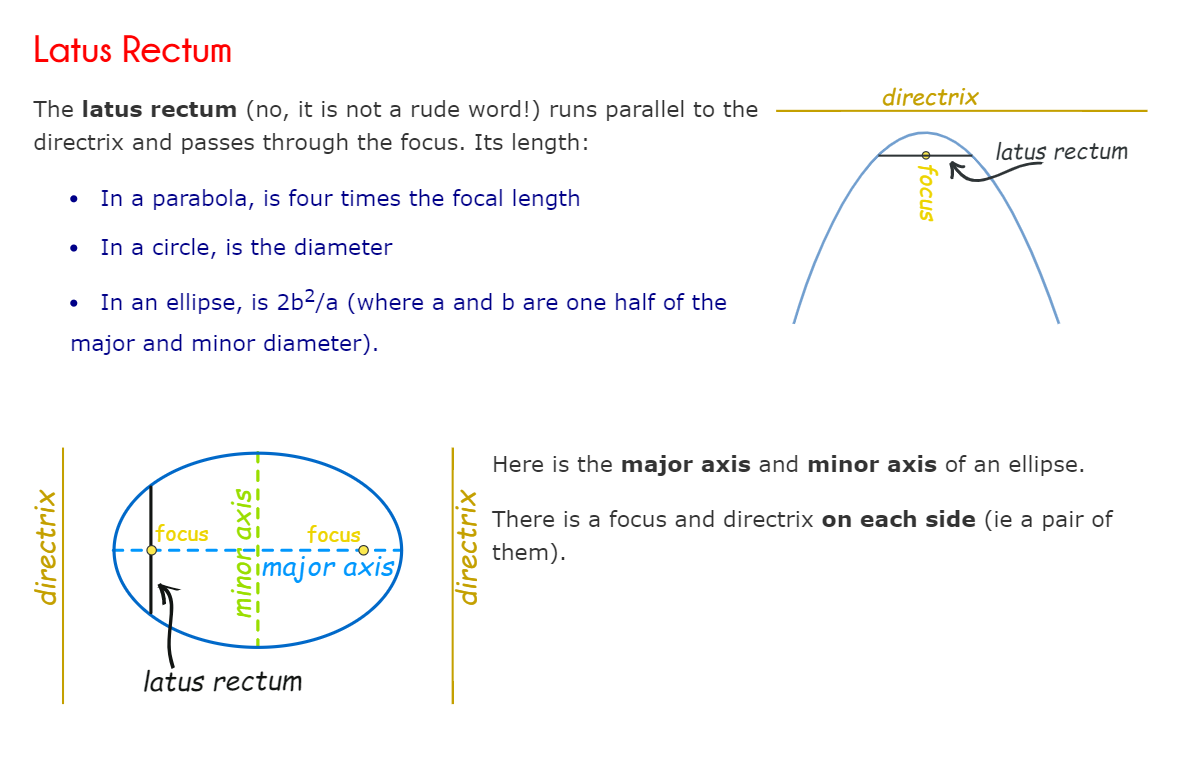 Latus Rectum
The latus rectum (no, it is not a rude word!) runs parallel to the
directrix and passes through the focus. Its length:
• In a parabola, is four times the focal length
• In a circle, is the diameter
• In an ellipse, is 2b²/a (where a and b are one half of the
major and minor diameter).
directrix
latus rectum
focus
directrix
focus
minor axis
focus
major axis
latus rectum
directrix
Here is the major axis and minor axis of an ellipse.
There is a focus and directrix on each side (ie a pair of
them).